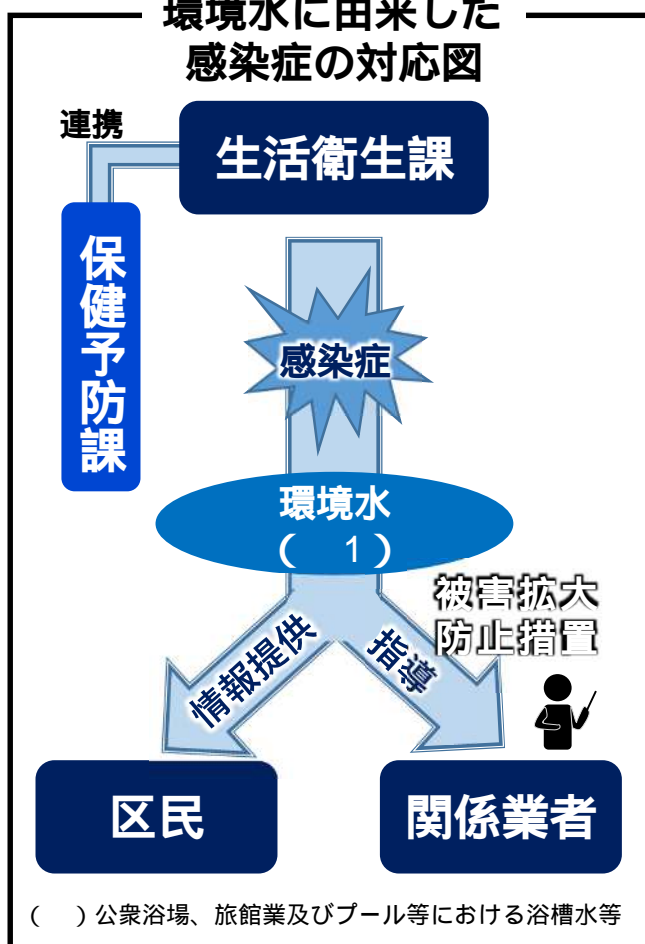 環境水に由来した
感染症の対応図
連携
生活衛生課
保健予防課
感染症
環境水
(　1)
被害拡大
防止措置
情報提供
指導
区民
関係業者
(　)公衆浴場、旅館業及びプール等における浴槽水等